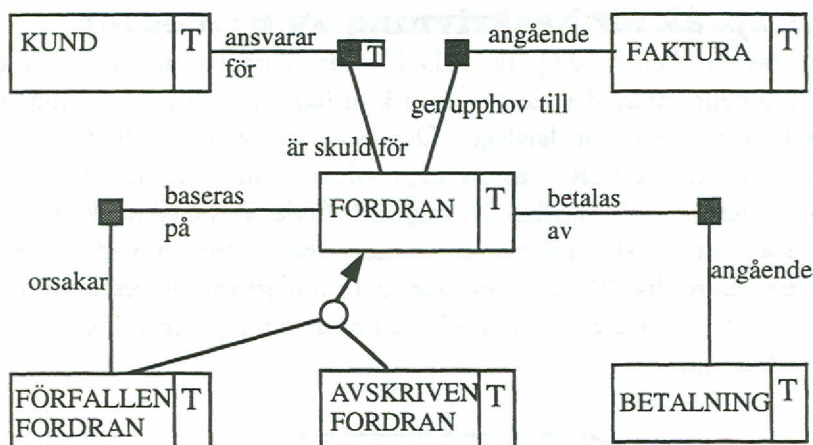 KUND
T
ansvarar
för
T
angående
FAKTURA
T
ger upphov till
är skuld för
baseras
på
FORDRAN
T
betalas
av
orsakar
angående
FÖRFALLEN
FORDRAN
T
AVSKRIVEN
FORDRAN
T
BETALNING
T